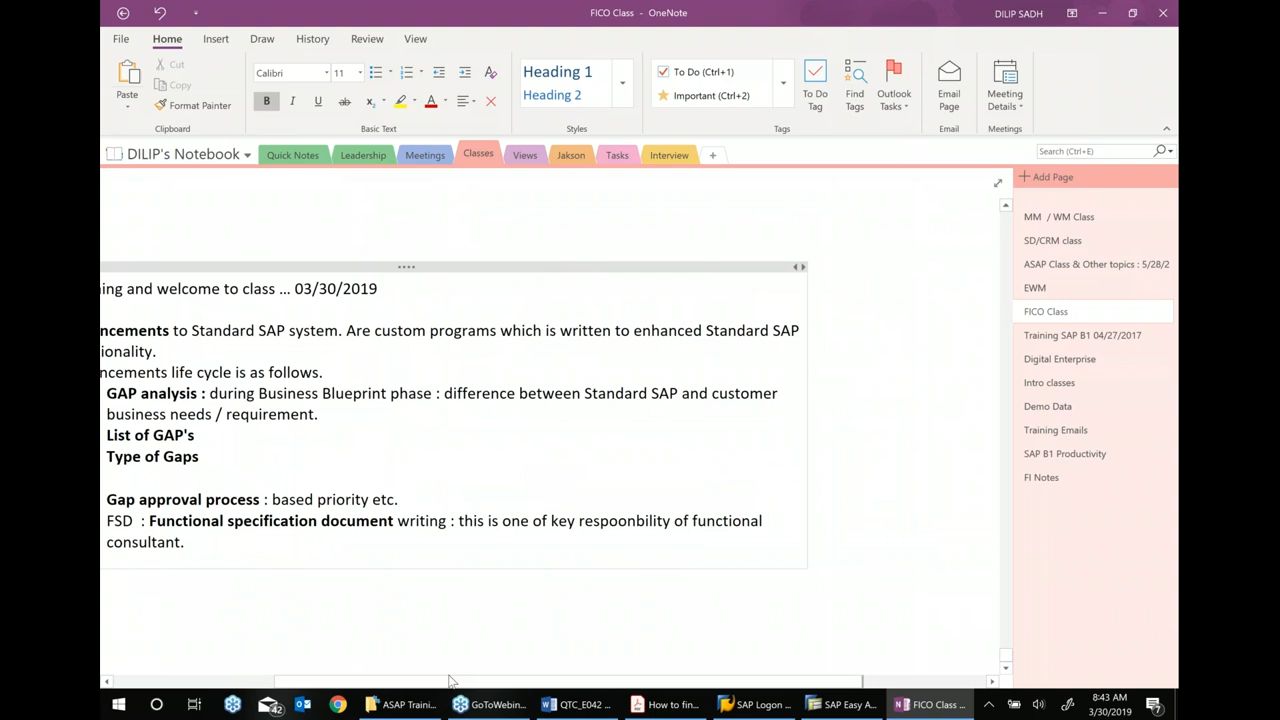 FICO Class - OneNote
DILIP SADH
File Home Insert Draw History Review View
Paste
Cut
Copy
Format Painter
Clipboard
Calibri 11
B I U ab x₂ A
Basic Text
Heading 1
Heading 2
Styles
To Do (Ctrl+1)
Important (Ctrl+2)
To Do
Tag
Find
Tags
Outlook
Tasks
Tags
Email
Page
Email
Meeting
Details
Meetings
DILIP's Notebook Quick Notes Leadership Meetings Classes Views Jakson Tasks Interview
Search (Ctrl+E)
Add Page
MM / WM Class
SD/CRM class
ASAP Class & Other topics : 5/28/2
EWM
FICO Class
Training SAP B1 04/27/2017
Digital Enterprise
Intro classes
Demo Data
Training Emails
SAP B1 Productivity
FI Notes
ing and welcome to class ... 03/30/2019
ncements to Standard SAP system. Are custom programs which is written to enhanced Standard SAP
ionality.
ncements life cycle is as follows.
GAP analysis : during Business Blueprint phase : difference between Standard SAP and customer
business needs / requirement.
List of GAP's
Type of Gaps
Gap approval process : based priority etc.
FSD : Functional specification document writing : this is one of key respoonbility of functional
consultant.
42
ASAP Traini...
GoToWebin...
QTC_E042 ...
How to fin...
SAP Logon ...
SAP Easy A...
FICO Class ...
8:43 AM
3/30/2019
7